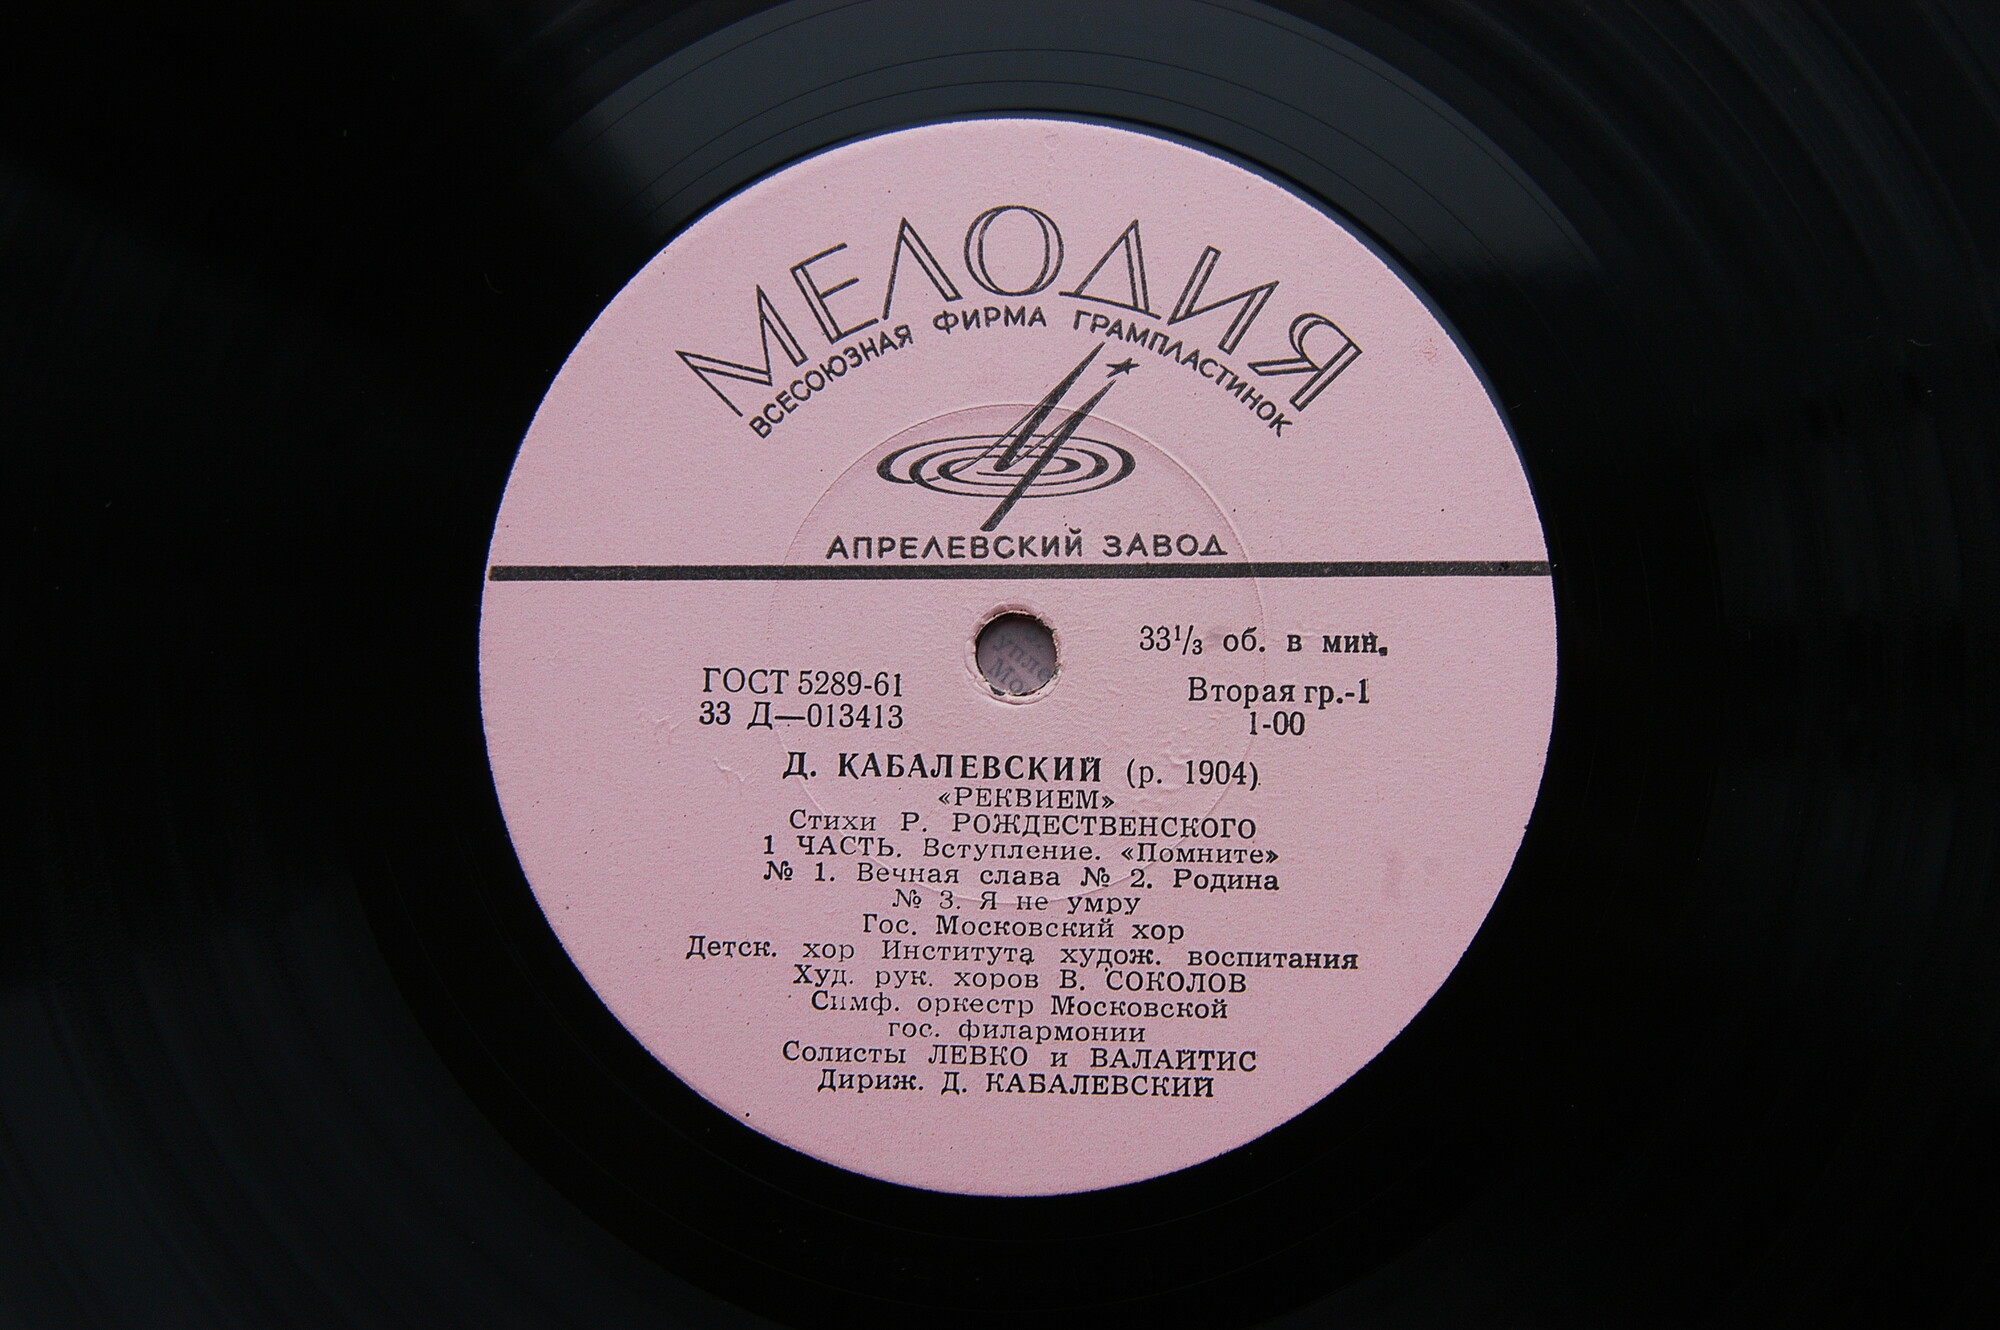 МЕЛОДИЯ
ВСЕСОЮЗНАЯ ФИРМА ГРАМПЛАСТИНОК
АПРЕЛЕВСКИЙ ЗАВОД
33⅓ об. в мин.
ГОСТ 5289-61
Вторая гр.-1
33 Д—013413
1-00
Д. КАБАЛЕВСКИЙ (р. 1904)
«РЕКВИЕМ»
Стихи Р. РОЖДЕСТВЕНСКОГО
1 ЧАСТЬ. Вступление. «Помните»
№ 1. Вечная слава № 2. Родина
№ 3. Я не умру
Гос. Московский хор
Детск. хор Института худож. воспитания
Худ. рук. хоров В. СОКОЛОВ
Симф. оркестр Московской
гос. филармонии
Солисты ЛЕВКО и ВАЛАЙТИС
Дириж. Д. КАБАЛЕВСКИЙ